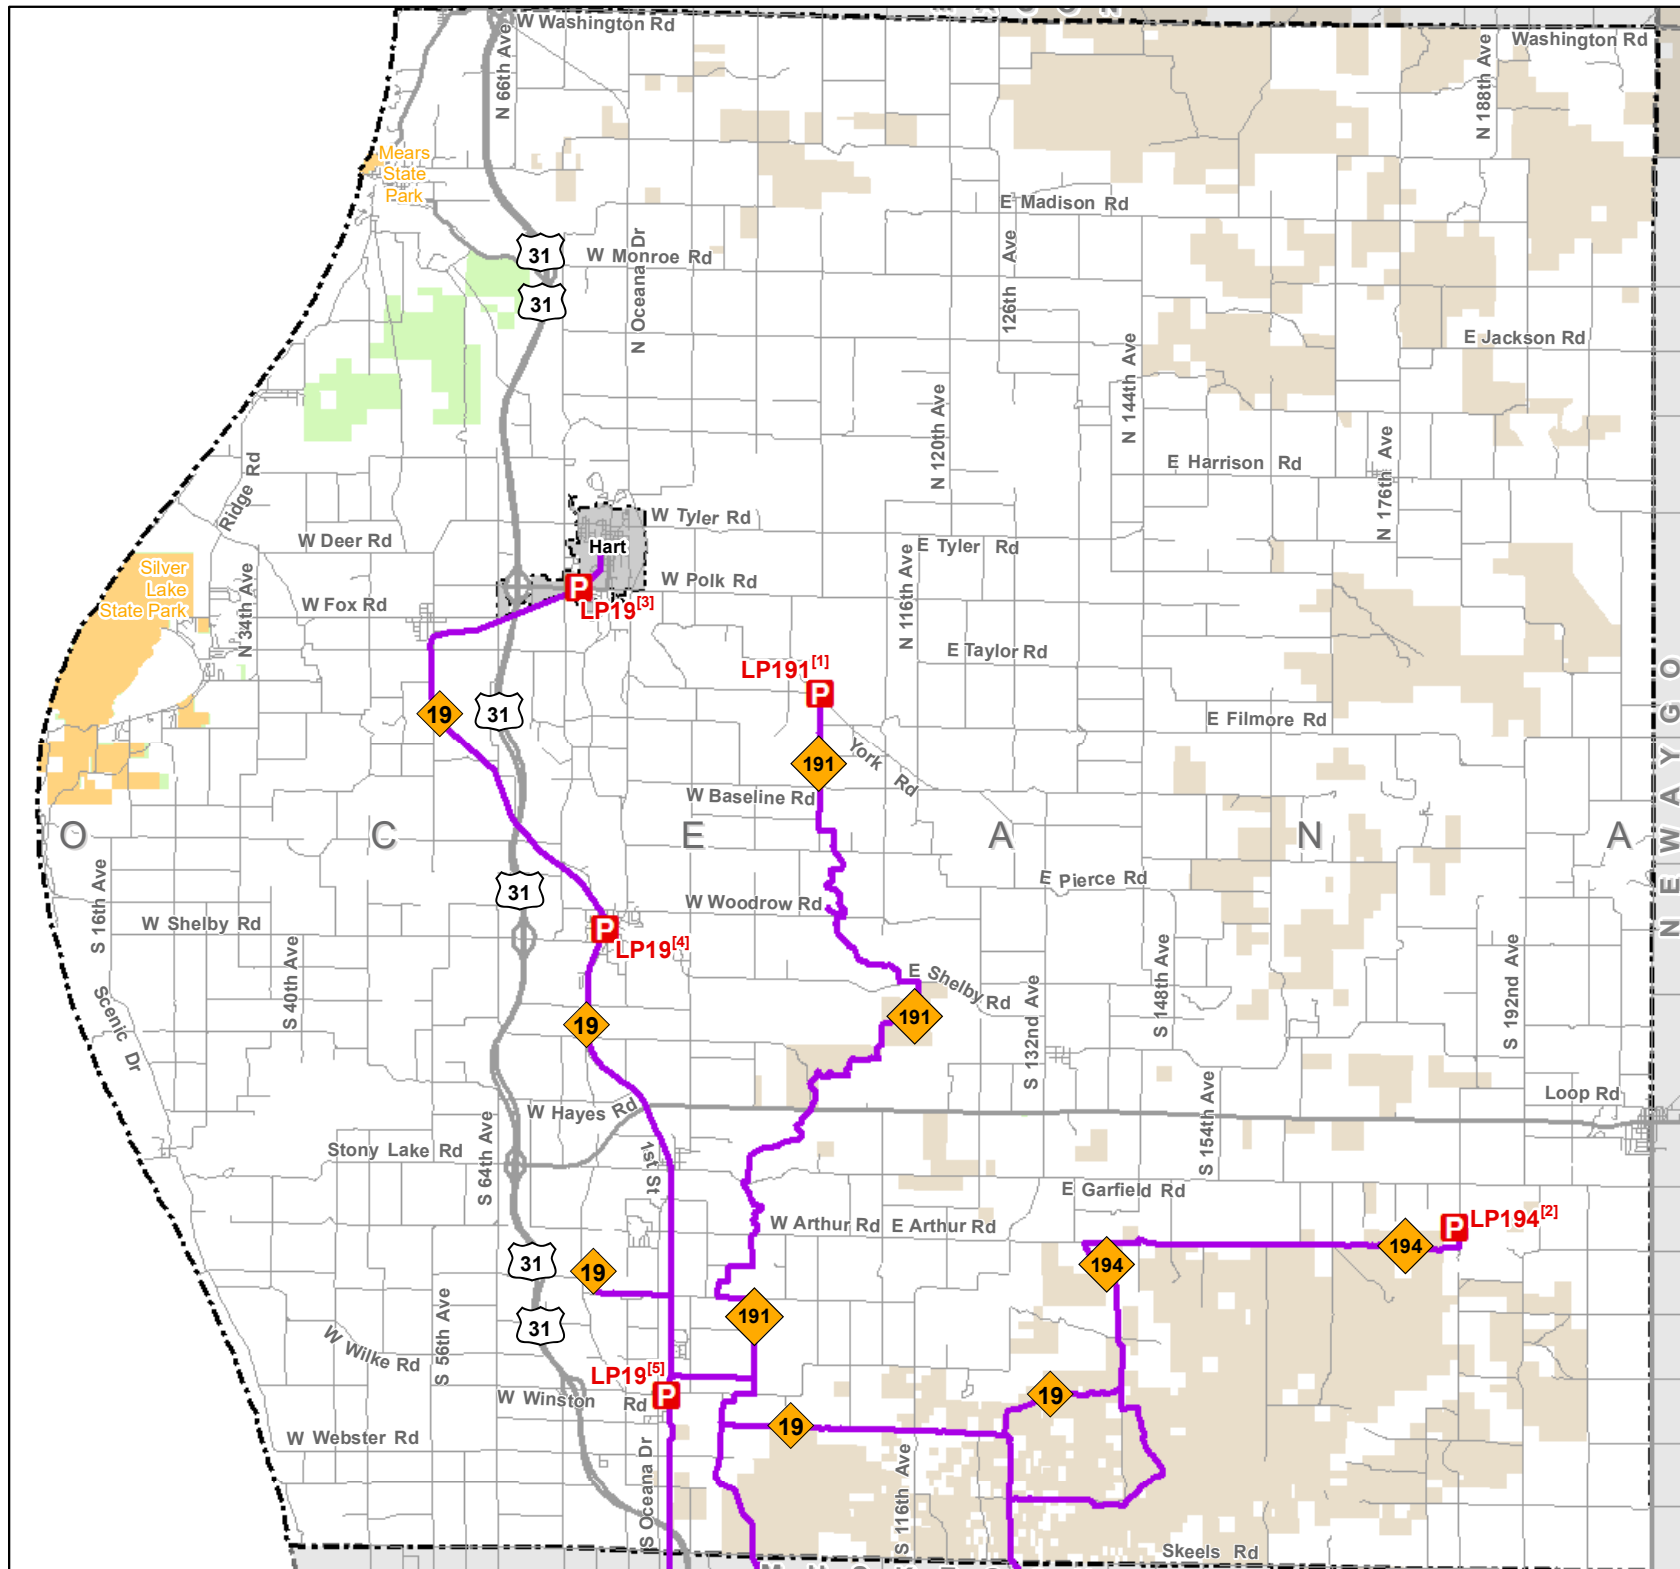 W Washington Rd
Washington Rd
N 66th Ave
N 188th Ave
Mears
State
Park
E Madison Rd
31
W Monroe Rd
N Oceana Dr
126th Ave
31
E Jackson Rd
N 144th Ave
N 120th Ave
N 176th Ave
E Harrison Rd
Ridge Rd
W Tyler Rd
W Deer Rd
Hart
E Tyler Rd
Silver
Lake
State Park
N 34th Ave
W Polk Rd
N 116th Ave
W Fox Rd
P
LP19[3]
E Taylor Rd
LP191[1]
P
19
31
E Filmore Rd
191
York Rd
W Baseline Rd
O C E A N A
NEWAYGO
31
E Pierce Rd
S 16th Ave
W Shelby Rd
W Woodrow Rd
P
LP19[4]
S 40th Ave
S 148th Ave
S 192nd Ave
E Shelby Rd
Scenic Dr
19
191
S 132nd Ave
W Hayes Rd
Loop Rd
S 64th Ave
Stony Lake Rd
1st St
S 154th Ave
E Garfield Rd
W Arthur Rd
E Arthur Rd
P
LP194[2]
194
194
31
19
31
191
S 56th Ave
W Wilke Rd
LP19[5]
P
W Winston Rd
19
19
W Webster Rd
S Oceana Dr
S 116th Ave
Skeels Rd